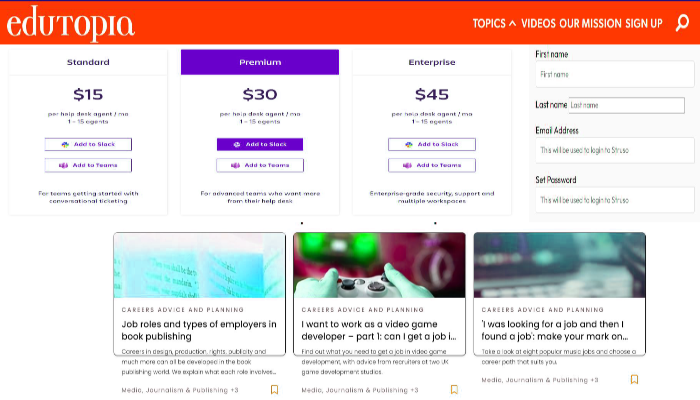 edutopia
TOPICS VIDEOS OUR MISSION SIGN UP
Standard
$15
per help desk agent / mo
1 – 15 agents
Add to Slack
Add to Teams
For teams getting started with
conversational ticketing
Premium
$30
per help desk agent / mo
1 – 15 agents
Add to Slack
Add to Teams
For advanced teams who want more
from their help desk
Enterprise
$45
per help desk agent / mo
1 – 15 agents
Add to Slack
Add to Teams
Enterprise-grade security, support and
multiple workspaces
First name
First name
Last name Last name
Email Address
This will be used to login to Struso
Set Password
This will be used to login to Struso
CAREERS ADVICE AND PLANNING
Job roles and types of employers in
book publishing
Careers in design, production, rights, publicity and
much more can all be developed in the book
publishing world. We explain what each role involves...
Media, Journalism & Publishing +3
CAREERS ADVICE AND PLANNING
I want to work as a video game
developer – part 1: can I get a job i...
Find out what you need to get a job in video game
development, with advice from recruiters at two UK
game development studios.
Media, Journalism & Publishing +3
CAREERS ADVICE AND PLANNING
'I was looking for a job and then I
found a job': make your mark on...
Take a look at eight popular music jobs and choose a
career path that suits you.
Media, Journalism & Publishing +3